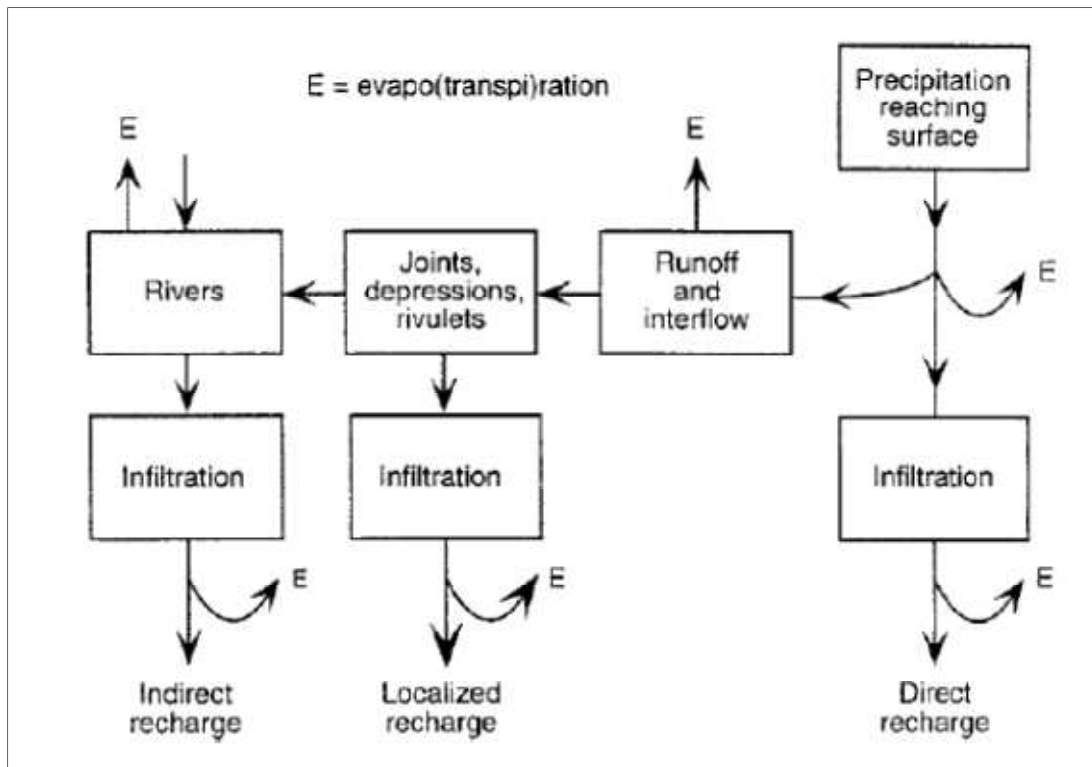 E = evapo(transpi)ration
Precipitation
reaching
surface
E
E
Rivers
Joints,
depressions,
rivulets
Runoff
and
interflow
E
Infiltration
Infiltration
Infiltration
E
E
E
Indirect
recharge
Localized
recharge
Direct
recharge